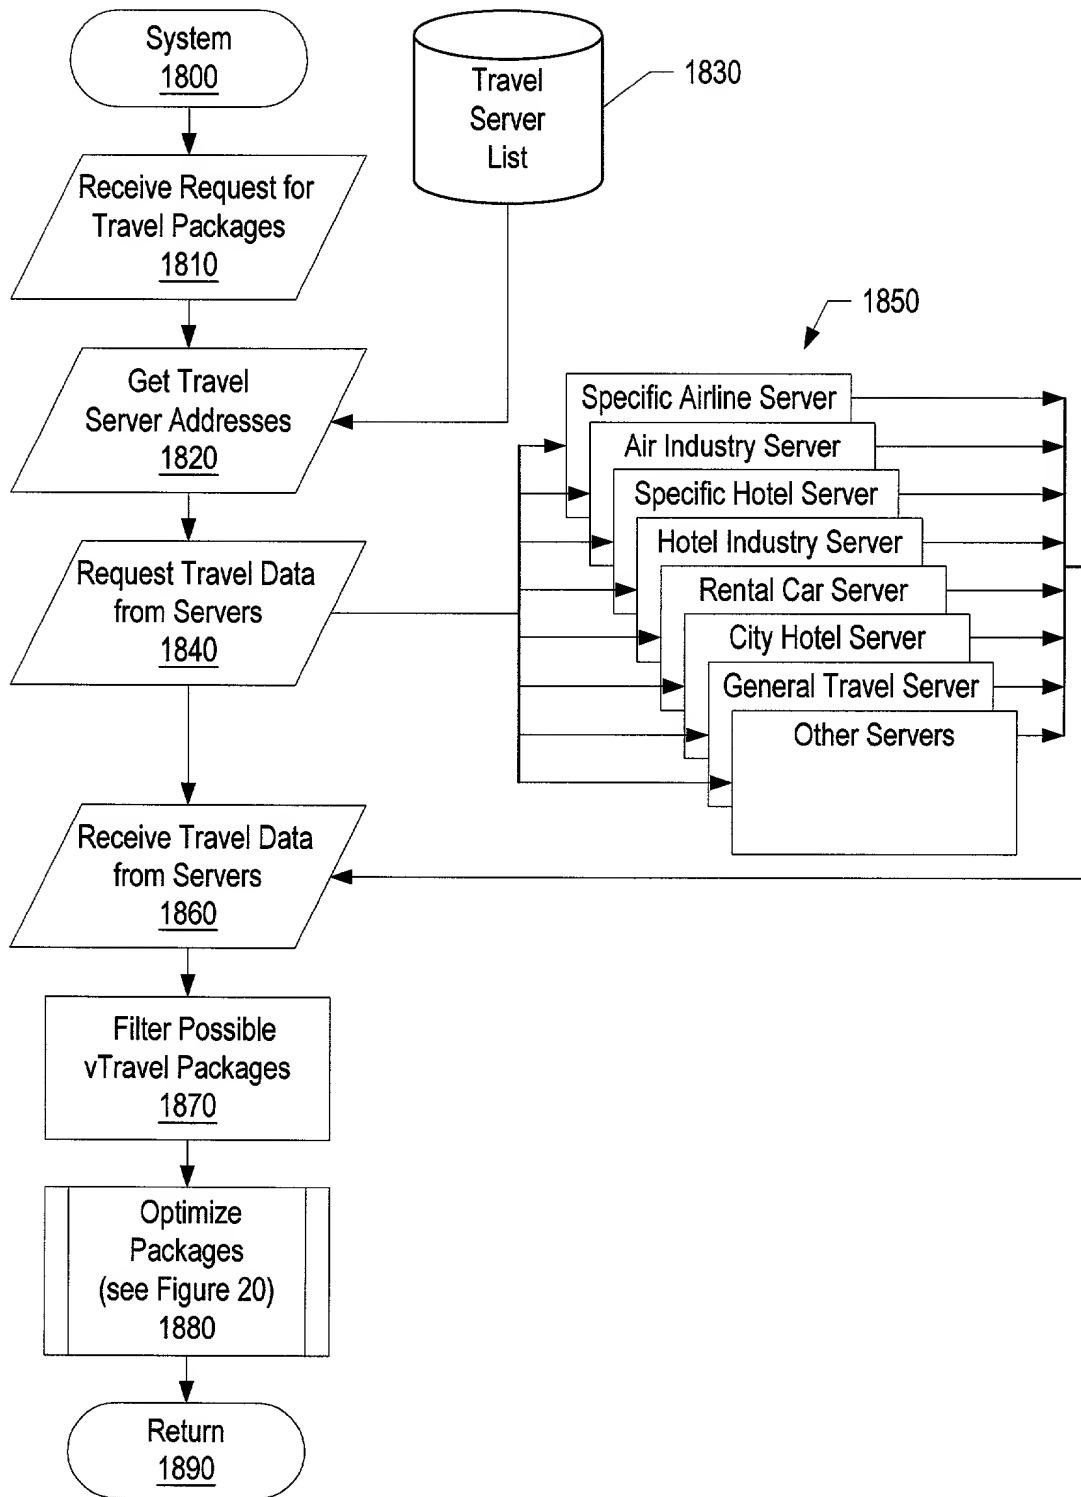 System
1800
Travel
Server
List
1830
Receive Request for
Travel Packages
1810
1850
Get Travel
Server Addresses
1820
Specific Airline Server
Air Industry Server
Specific Hotel Server
Hotel Industry Server
Rental Car Server
City Hotel Server
General Travel Server
Other Servers
Request Travel Data
from Servers
1840
Receive Travel Data
from Servers
1860
Filter Possible
vTravel Packages
1870
Optimize
Packages
(see Figure 20)
1880
Return
1890